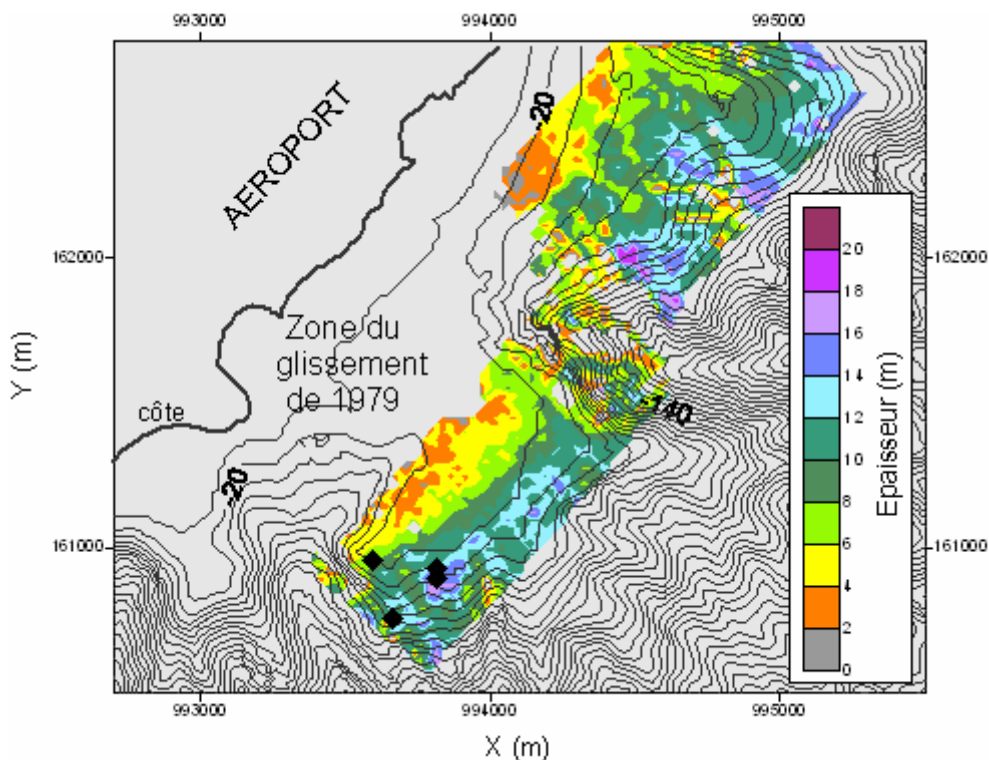 993000 994000 995000
AEROPORT
-20
162000 162000
Zone du
glissement
de 1979
côte
-140
-20
161000 161000
Y (m)
Epaisseur (m)
20
18
16
14
12
10
8
6
4
2
0
993000 994000 995000
X (m)